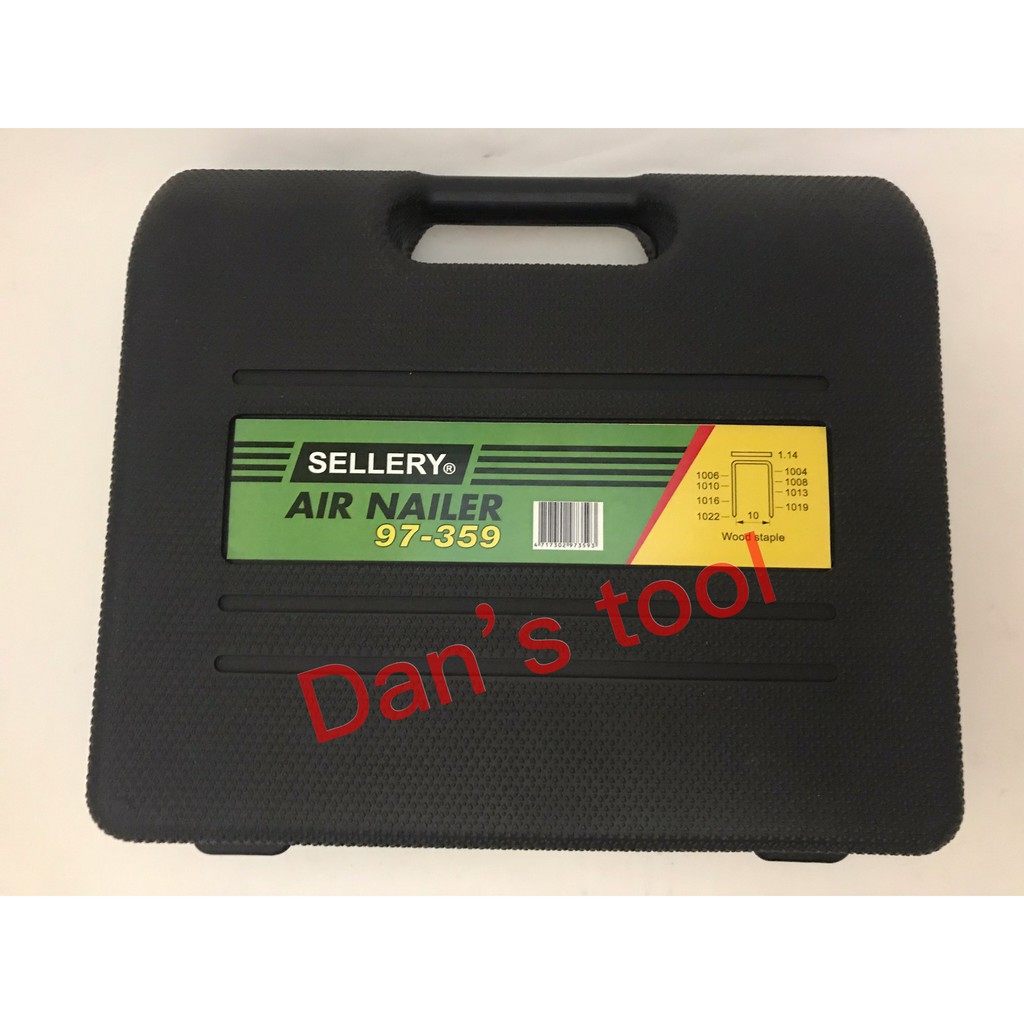 SELLERY®
AIR NAILER
97-359
4717302973593
1.14
1006 1004
1010 1008
1013
1016
1019
1022 10
Wood staple
Dan's tool